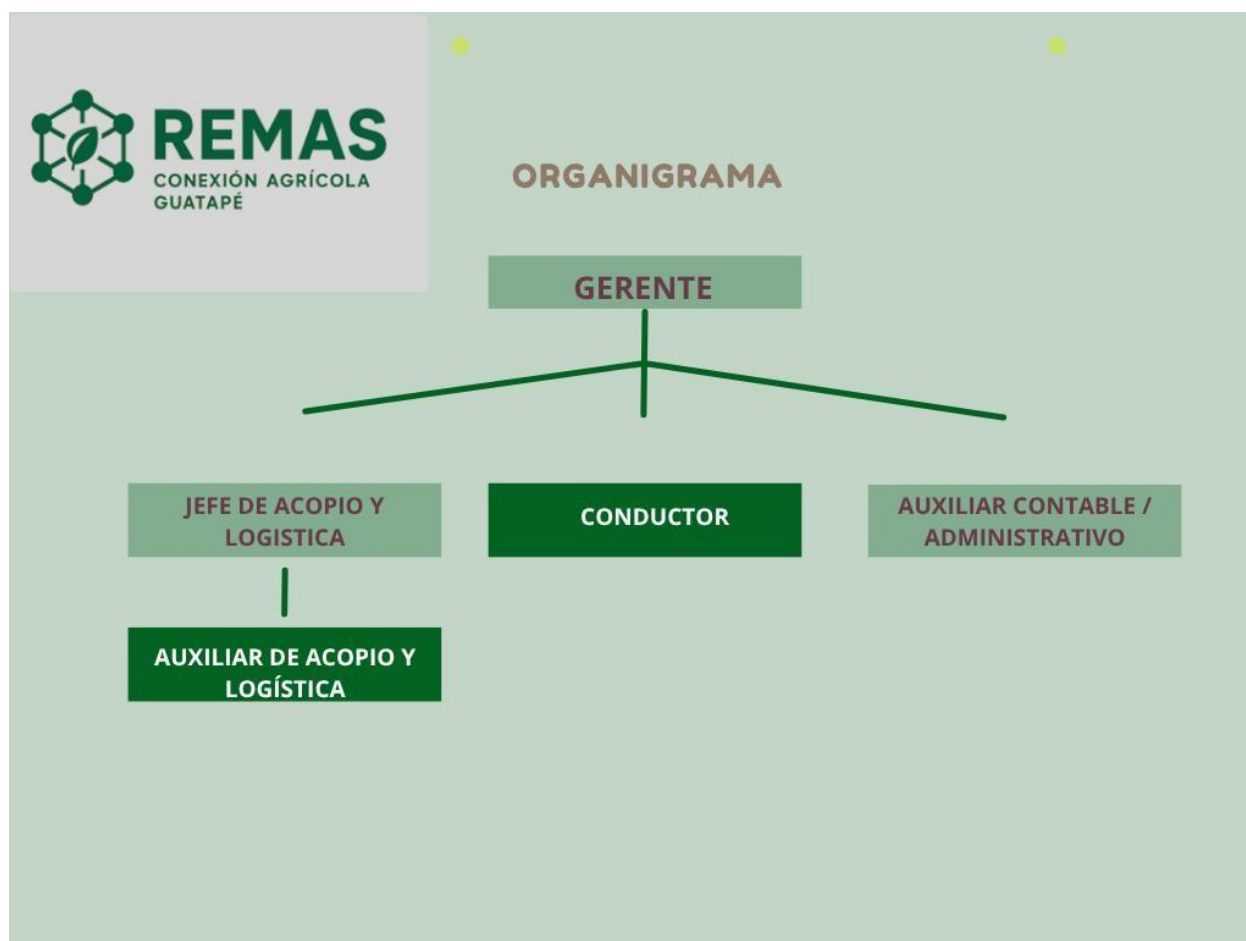 REMAS
CONEXIÓN AGRÍCOLA
GUATAPÉ
ORGANIGRAMA
GERENTE
JEFE DE ACOPIO Y
LOGISTICA
CONDUCTOR
AUXILIAR CONTABLE /
ADMINISTRATIVO
AUXILIAR DE ACOPIO Y
LOGÍSTICA